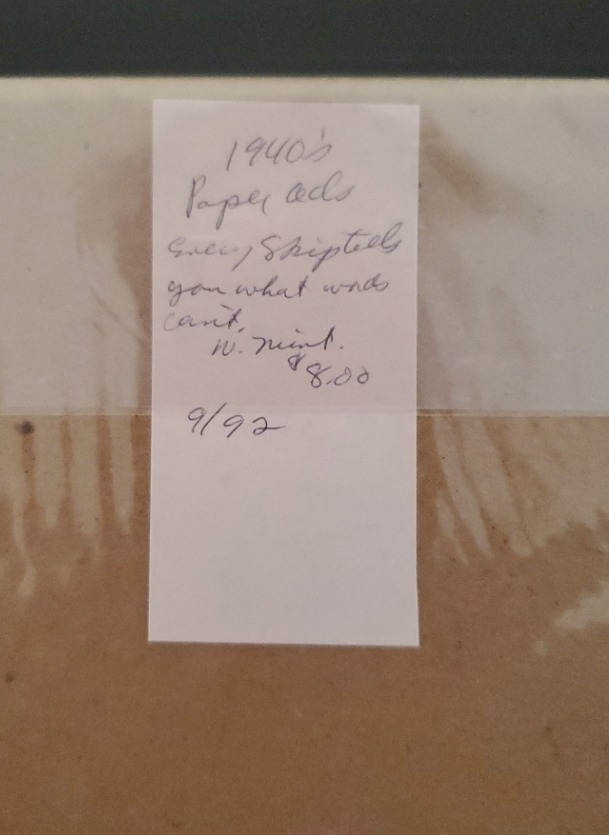 1940's
Paper ads
Every Skip tells
you what words
can't.
N. mint.
$8.00
9/92